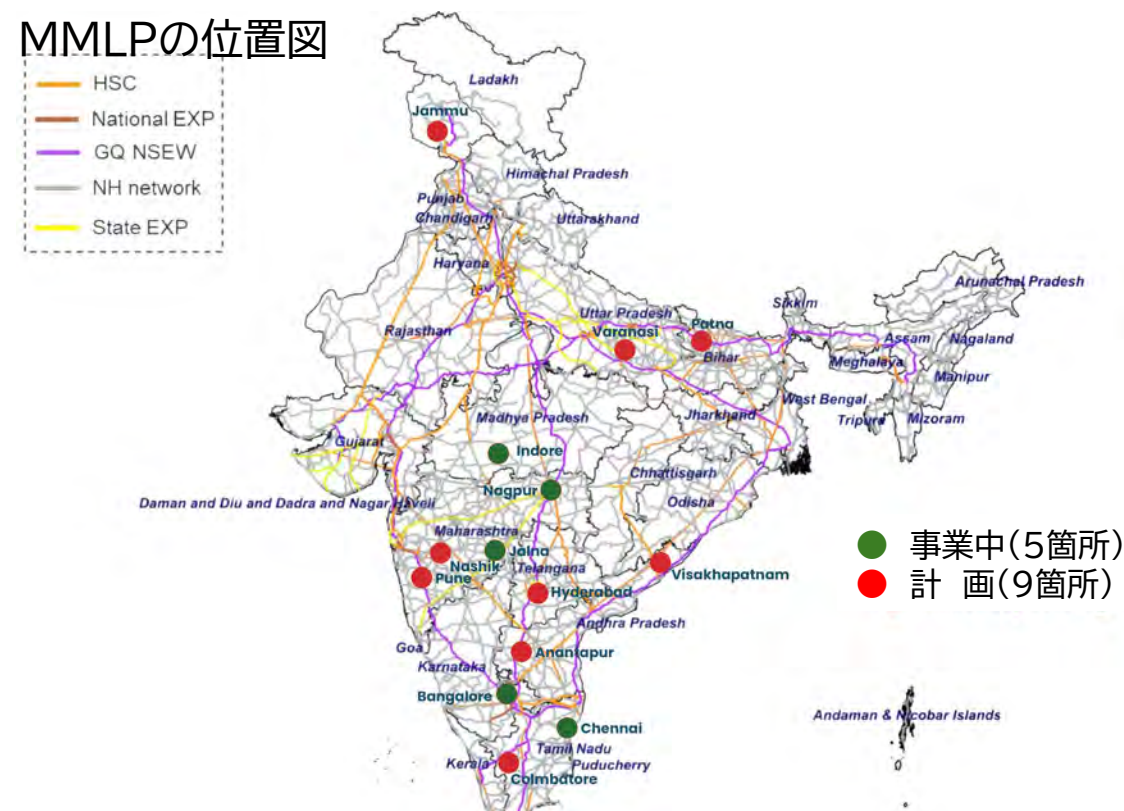 MMLPの位置図
HSC
National EXP
GQ NSEW
NH network
State EXP
Ladakh
Jammu
Himachal Pradesh
Punjab
Chandigarh
Uttarakhand
Haryana
Arunachal Pradesh
Sikkim
Uttar Pradesh
Patna
Rajasthan
Varanasi
Assam
Nagaland
Bihar
Meghalaya
Manipur
West Bengal
Madhya Pradesh
Jharkhand
Tripura
Mizoram
Gujarat
Indore
Chhattisgarh
Nagpur
Odisha
Daman and Diu and Dadra and Nagar Haveli
Maharashtra
事業中(5箇所)
Jalna
Nashik
Telangana
Visakhapatnam
Pune
計 画(9箇所)
Hyderabad
Andhra Pradesh
Goa
Anantapur
Karnataka
Bangalore
Andaman & Nicobar Islands
Chennai
Tamil Nadu
Kerala
Puducherry
Coimbatore